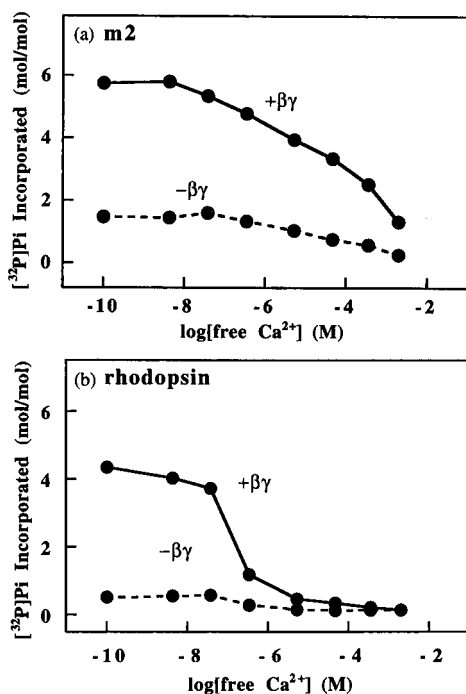 (a) m2
[³²P]Pi Incorporated (mol/mol)
6
4
2
0
+βγ
−βγ
-10
-8
-6
-4
-2
log[free Ca²⁺] (M)
(b) rhodopsin
[³²P]Pi Incorporated (mol/mol)
6
4
2
0
+βγ
−βγ
-10
-8
-6
-4
-2
log[free Ca²⁺] (M)